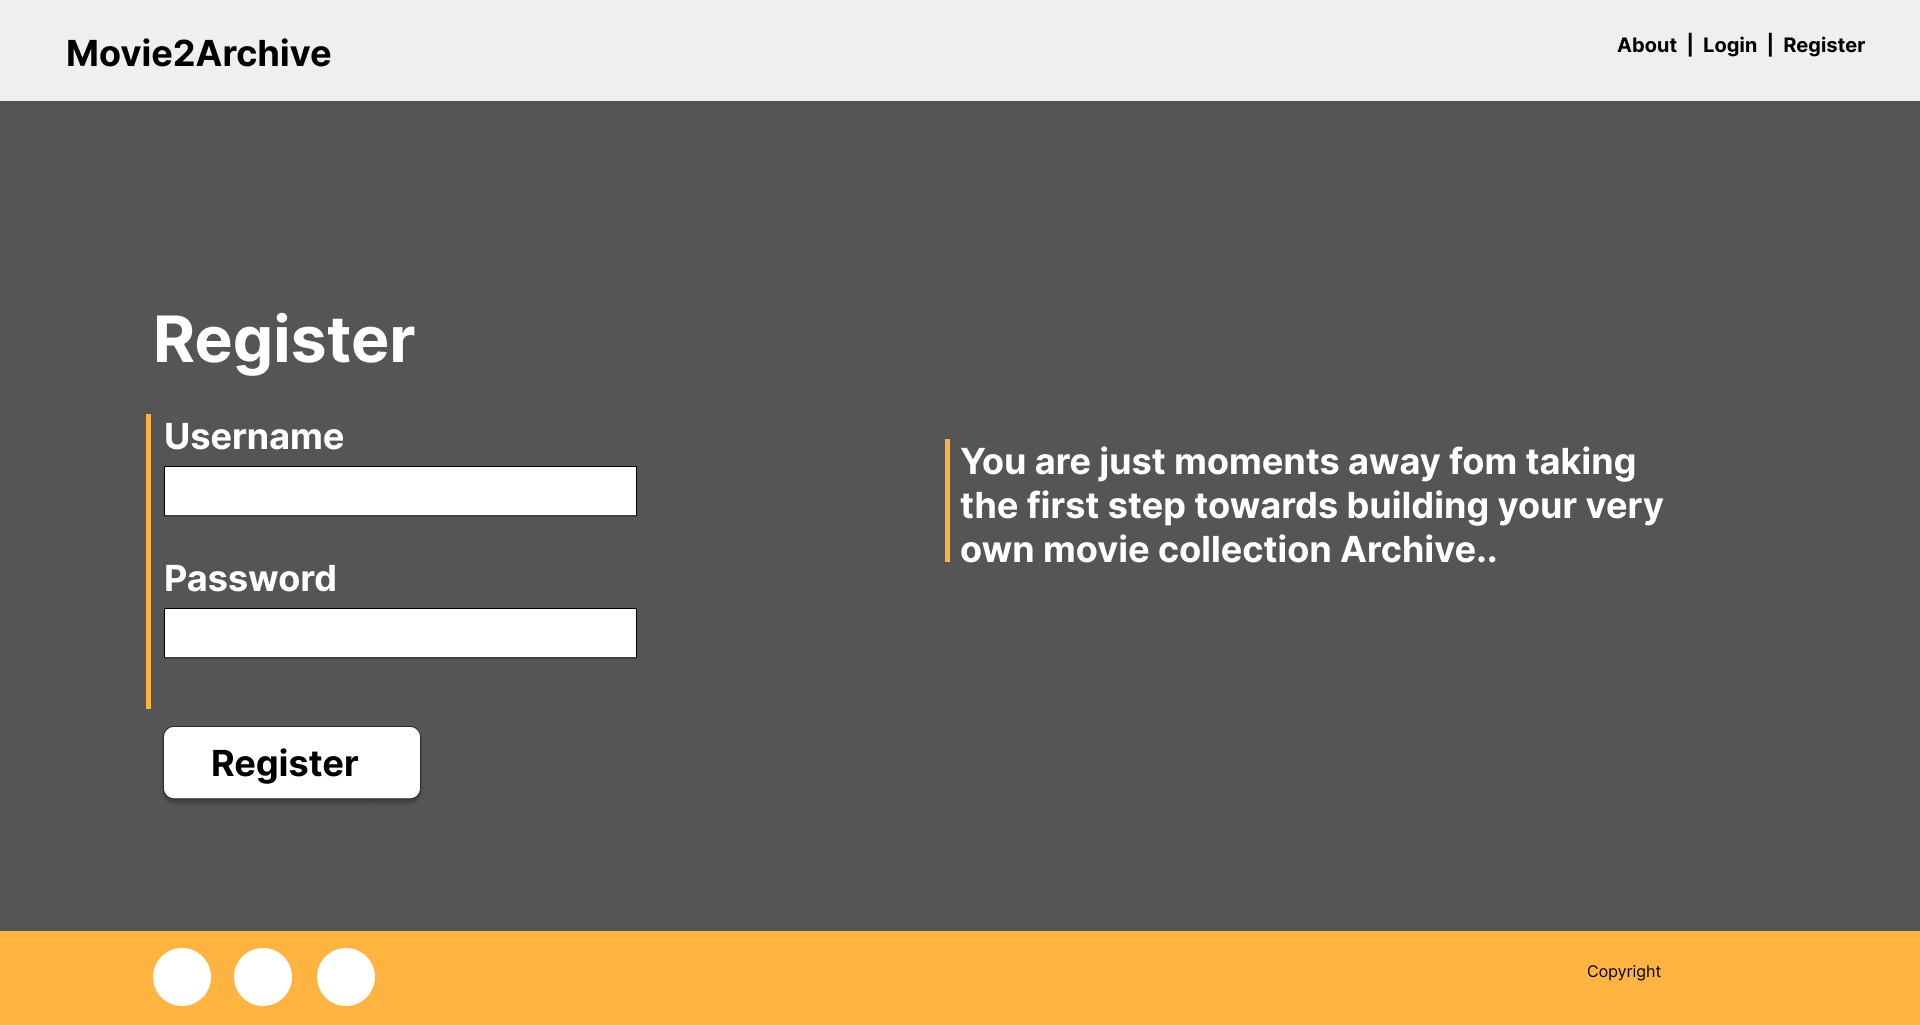 Movie2Archive
About | Login | Register
Register
Username
Password
Register
You are just moments away fom taking
the first step towards building your very
own movie collection Archive..
Copyright